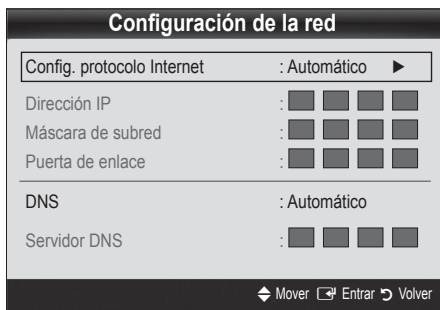 Configuración de la red
Config. protocolo Internet : Automático ►
Dirección IP :
Máscara de subred :
Puerta de enlace :
DNS : Automático
Servidor DNS :
Mover Entrar Volver